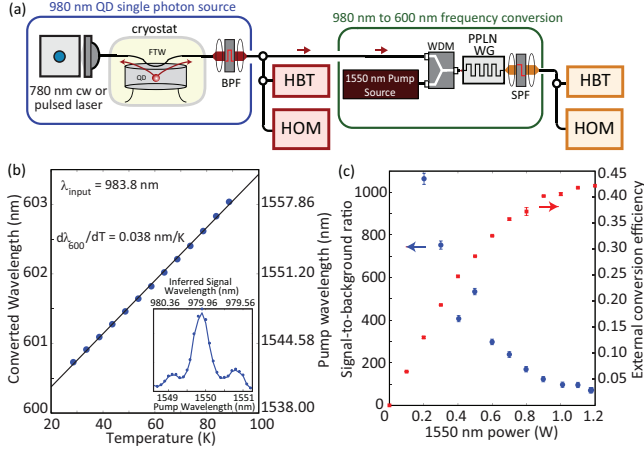 (a)
980 nm QD single photon source
980 nm to 600 nm frequency conversion
cryostat
FTW
QD
780 nm cw or
pulsed laser
BPF
HBT
HOM
1550 nm Pump
Source
WDM
PPLN
WG
SPF
HBT
HOM
(b)
λinput = 983.8 nm
dλ600/dT = 0.038 nm/K
Converted Wavelength (nm)
603
602
601
600
20 30 40 50 60 70 80 90 100
Temperature (K)
1557.86
1551.20
1544.58
1538.00
Pump wavelength (nm)
Inferred Signal
Wavelength (nm)
980.36 979.96 979.56
1549 1550 1551
Pump Wavelength (nm)
(c)
Signal-to-background ratio
1000
800
600
400
200
0
0.0 0.2 0.4 0.6 0.8 1.0 1.2
1550 nm power (W)
0.45
0.40
0.35
0.30
0.25
0.20
0.15
0.10
0.05
External conversion efficiency